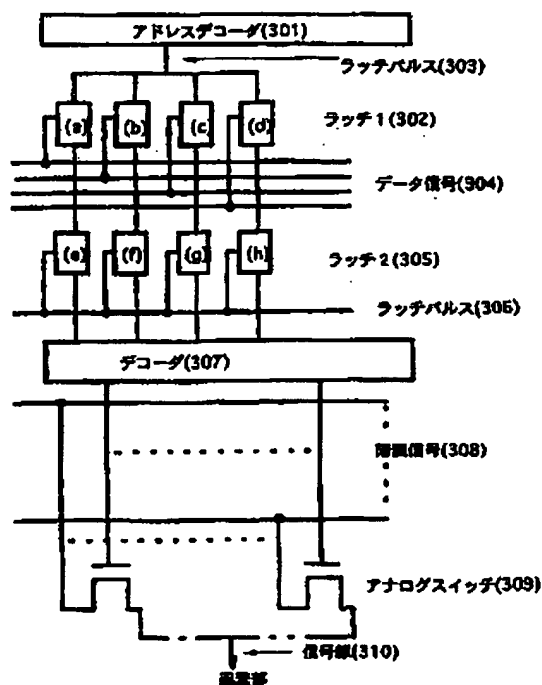 アドレスデコーダ(301)
ラッチパルス(303)
(a) (b) (c) (d)
ラッチ1(302)
データ信号(304)
(e) (f) (g) (h)
ラッチ2(305)
ラッチパルス(306)
デコーダ(307)
階調信号(308)
アナログスイッチ(309)
信号線(310)
画素部